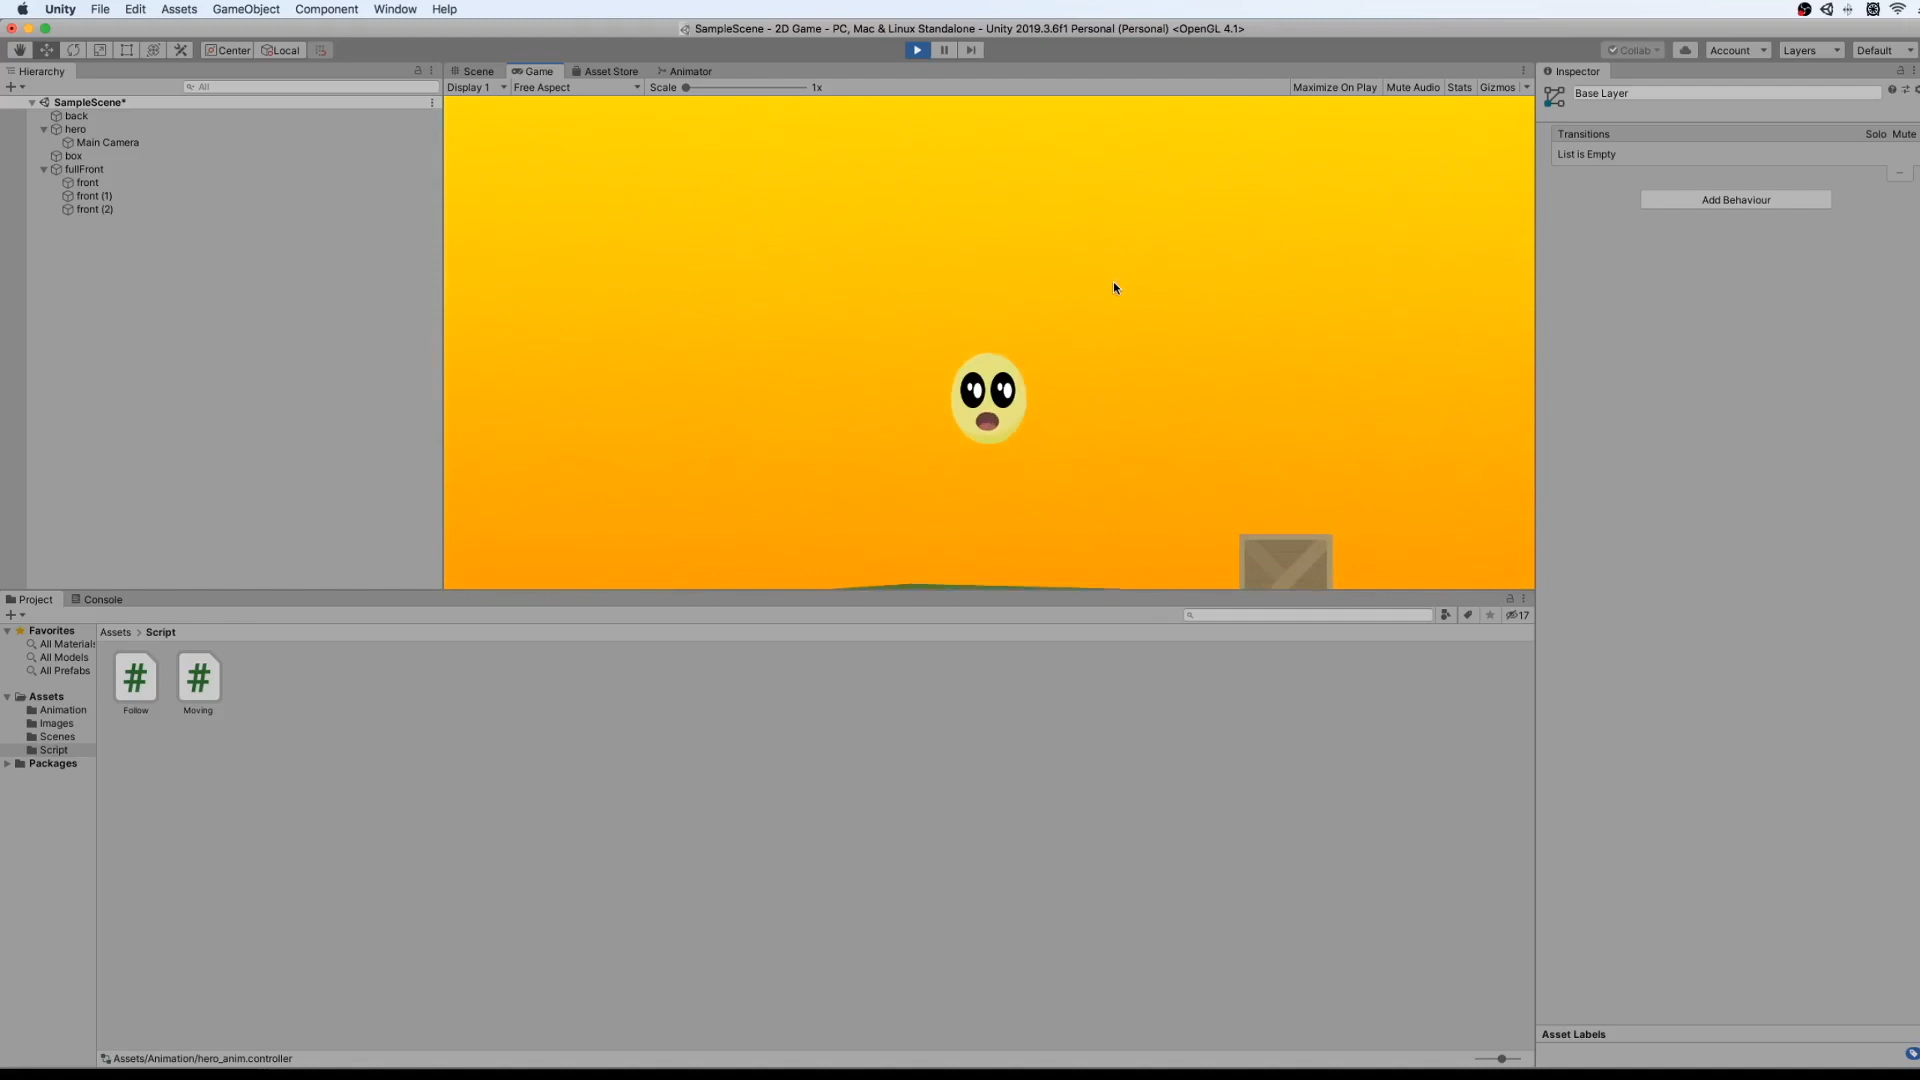 Unity File Edit Assets GameObject Component Window Help
SampleScene - 2D Game - PC, Mac & Linux Standalone - Unity 2019.3.6f1 Personal (Personal) <OpenGL 4.1>
Center Local Collab Account Layers Default
Hierarchy Scene Game Asset Store Animator Inspector
All Display 1 Free Aspect Scale 1x Maximize On Play Mute Audio Stats Gizmos
Base Layer
SampleScene*
back
hero
Main Camera
box
fullFront
front
front (1)
front (2)
Transitions Solo Mute
List is Empty
Add Behaviour
Project Console
17
Favorites
All Materials
All Models
All Prefabs
Assets
Animation
Images
Scenes
Script
Packages
Assets > Script
# #
Follow Moving
Asset Labels
Assets/Animation/hero_anim.controller